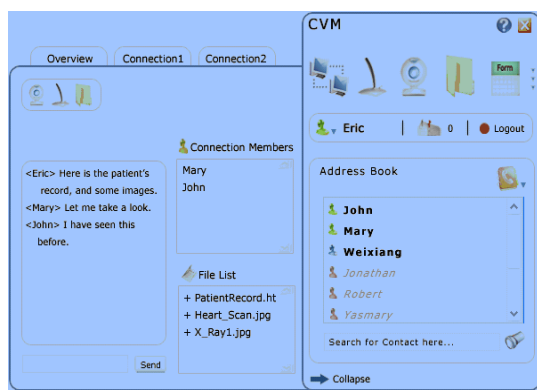 CVM
Overview
Connection1
Connection2
Form
Eric | 0 | Logout
Connection Members
Mary
John
<Eric> Here is the patient's
record, and some images.
<Mary> Let me take a look.
<John> I have seen this
before.
File List
+ PatientRecord.ht
+ Heart_Scan.jpg
+ X_Ray1.jpg
Send
Address Book
John
Mary
Weixiang
Jonathan
Robert
Yasmary
Search for Contact here...
Collapse